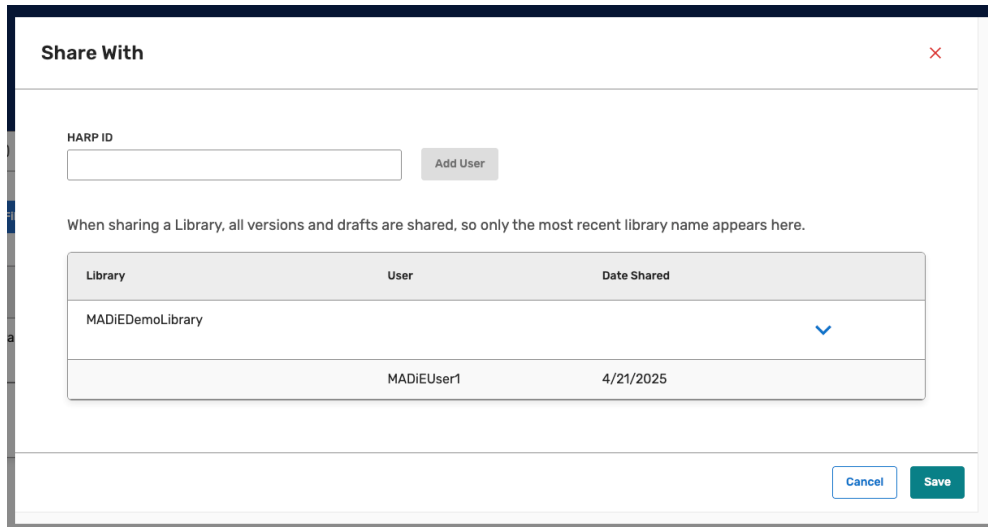 Share With
HARP ID
Add User
When sharing a Library, all versions and drafts are shared, so only the most recent library name appears here.
Library User Date Shared
MADiEDemoLibrary
MADiEUser1 4/21/2025
Cancel Save